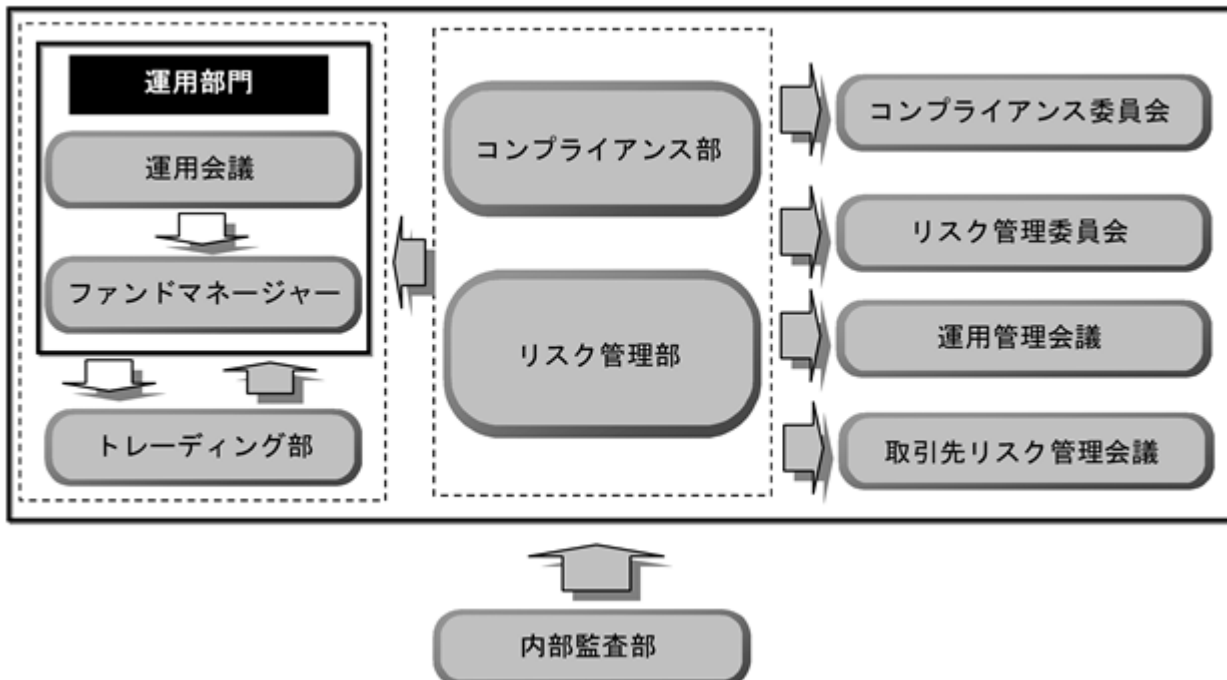 運用部門
運用会議
ファンドマネージャー
トレーディング部
コンプライアンス部
リスク管理部
コンプライアンス委員会
リスク管理委員会
運用管理会議
取引先リスク管理会議
内部監査部